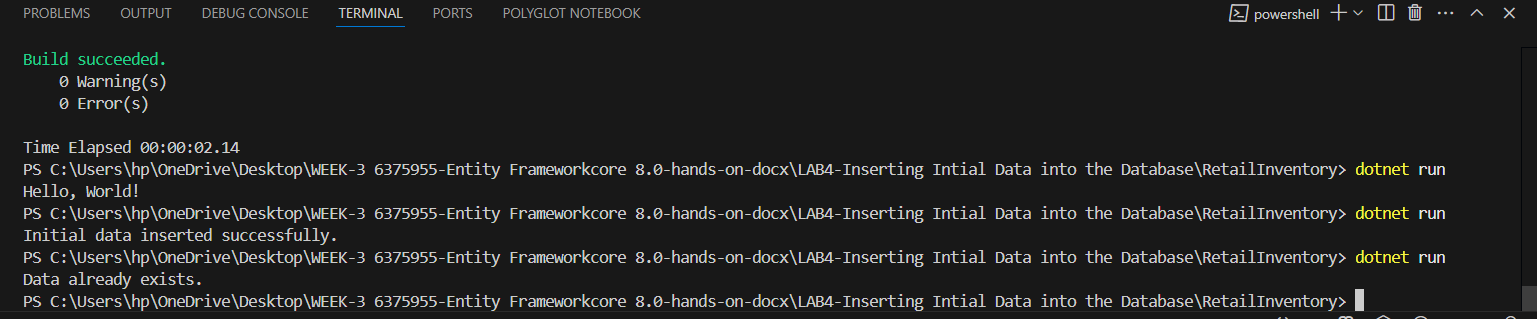 PROBLEMS OUTPUT DEBUG CONSOLE TERMINAL PORTS POLYGLOT NOTEBOOK powershell
Build succeeded.
0 Warning(s)
0 Error(s)
Time Elapsed 00:00:02.14
PS C:\Users\hp\OneDrive\Desktop\WEEK-3 6375955-Entity Frameworkcore 8.0-hands-on-docx\LAB4-Inserting Intial Data into the Database\RetailInventory> dotnet run
Hello, World!
PS C:\Users\hp\OneDrive\Desktop\WEEK-3 6375955-Entity Frameworkcore 8.0-hands-on-docx\LAB4-Inserting Intial Data into the Database\RetailInventory> dotnet run
Initial data inserted successfully.
PS C:\Users\hp\OneDrive\Desktop\WEEK-3 6375955-Entity Frameworkcore 8.0-hands-on-docx\LAB4-Inserting Intial Data into the Database\RetailInventory> dotnet run
Data already exists.
PS C:\Users\hp\OneDrive\Desktop\WEEK-3 6375955-Entity Frameworkcore 8.0-hands-on-docx\LAB4-Inserting Intial Data into the Database\RetailInventory>